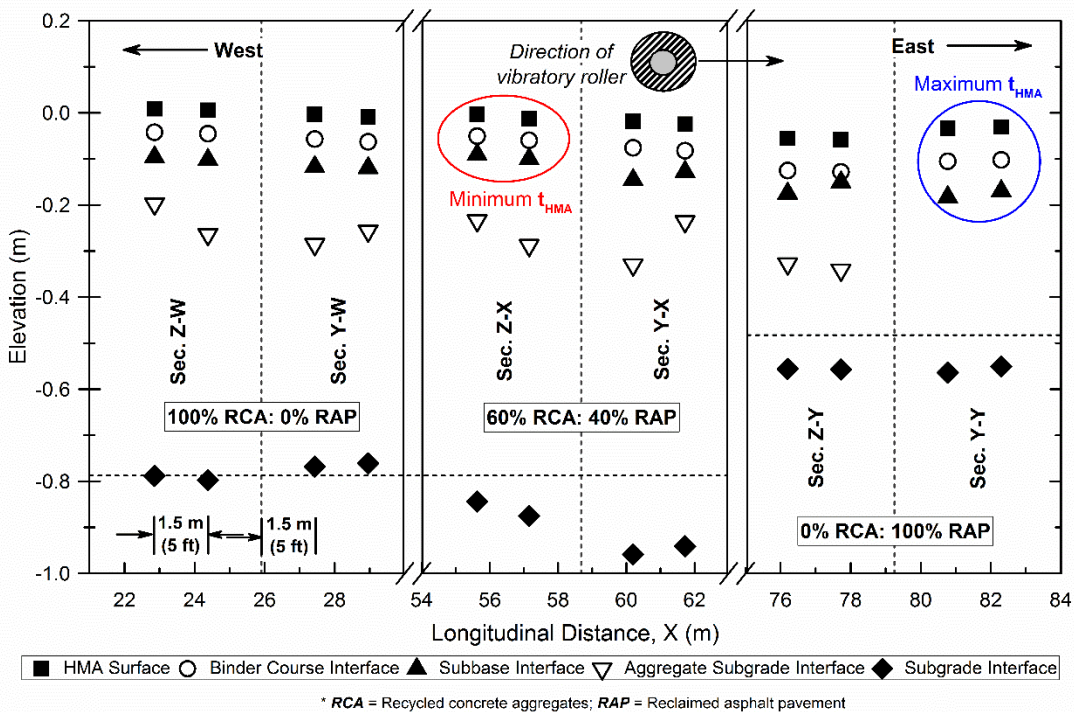 0.2
0.0
-0.2
-0.4
-0.6
-0.8
-1.0
Elevation (m)
West
Direction of
vibratory roller
East
Maximum tHMA
Minimum tHMA
Sec. Z-W
Sec. Y-W
Sec. Z-X
Sec. Y-X
Sec. Z-Y
Sec. Y-Y
100% RCA: 0% RAP
60% RCA: 40% RAP
0% RCA: 100% RAP
1.5 m
(5 ft)
1.5 m
(5 ft)
22 24 26 28 30 54 56 58 60 62 74 76 78 80 82 84
Longitudinal Distance, X (m)
HMA Surface Binder Course Interface Subbase Interface Aggregate Subgrade Interface Subgrade Interface
* RCA = Recycled concrete aggregates; RAP = Reclaimed asphalt pavement